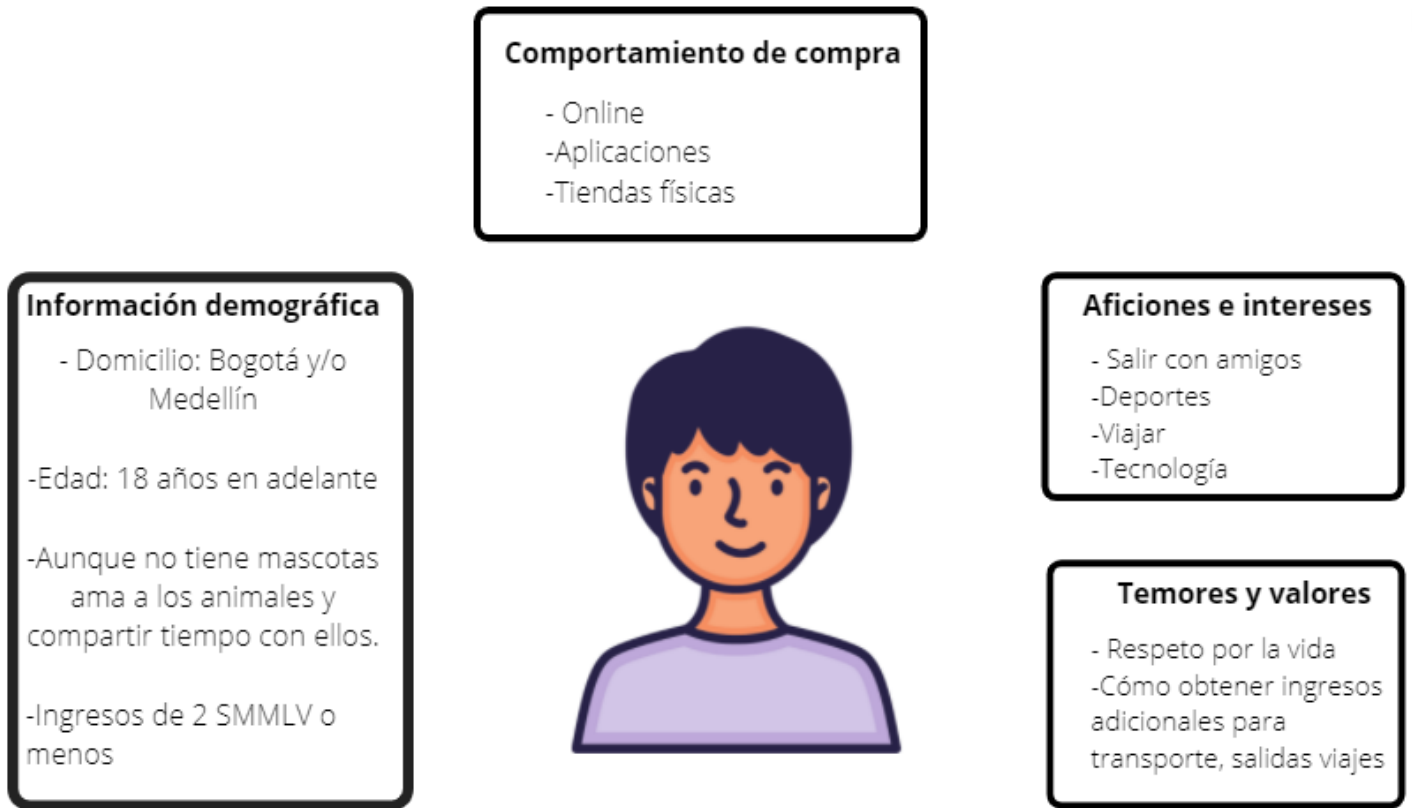 Comportamiento de compra
- Online
-Aplicaciones
-Tiendas físicas
Información demográfica
- Domicilio: Bogotá y/o
Medellín
-Edad: 18 años en adelante
-Aunque no tiene mascotas
ama a los animales y
compartir tiempo con ellos.
-Ingresos de 2 SMMLV o
menos
Aficiones e intereses
- Salir con amigos
-Deportes
-Viajar
-Tecnología
Temores y valores
- Respeto por la vida
-Cómo obtener ingresos
adicionales para
transporte, salidas viajes